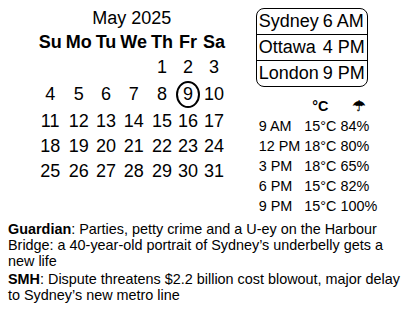 May 2025
Su Mo Tu We Th Fr Sa
1 2 3
4 5 6 7 8 9 10
11 12 13 14 15 16 17
18 19 20 21 22 23 24
25 26 27 28 29 30 31
Sydney 6 AM
Ottawa 4 PM
London 9 PM
°C ☂
9 AM 15°C 84%
12 PM 18°C 80%
3 PM 18°C 65%
6 PM 15°C 82%
9 PM 15°C 100%
Guardian: Parties, petty crime and a U-ey on the Harbour
Bridge: a 40-year-old portrait of Sydney's underbelly gets a
new life
SMH: Dispute threatens $2.2 billion cost blowout, major delay
to Sydney's new metro line